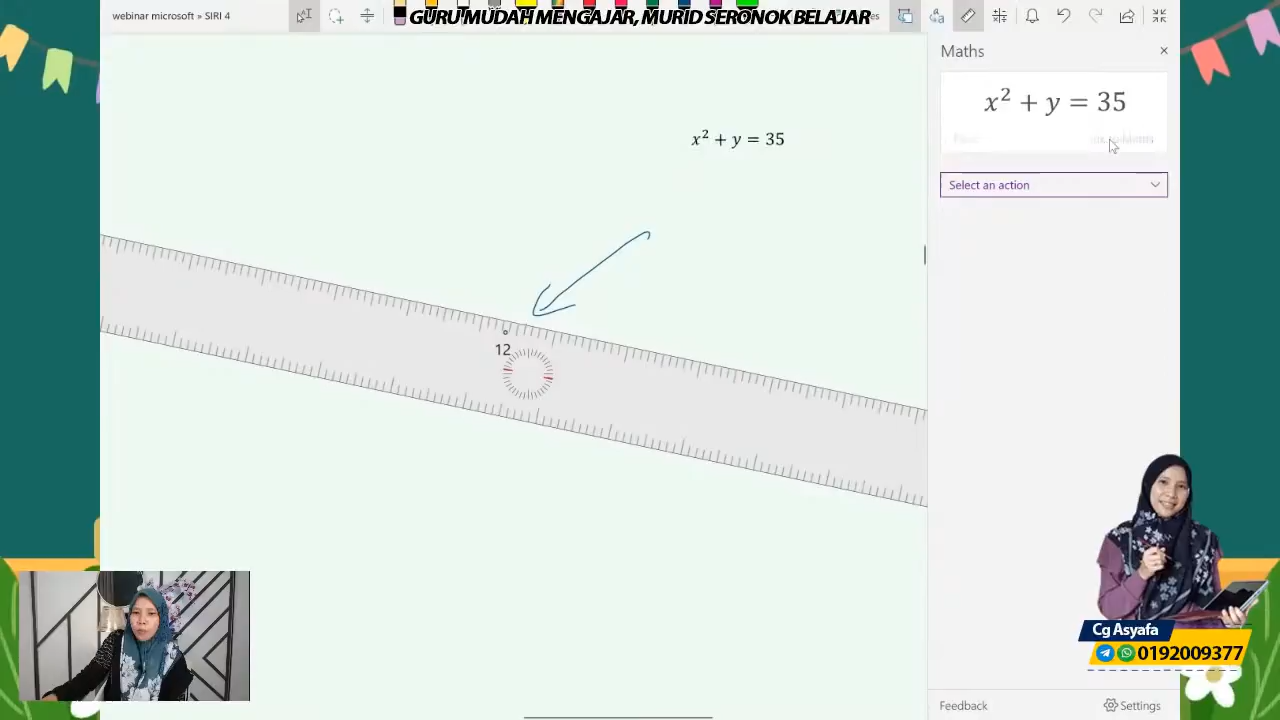 GURU MUDAH MENGAJAR, MURID SERONOK BELAJAR
webinar microsoft » SIRI 4
Maths
x² + y = 35
x² + y = 35
Select an action
12
Cg Asyafa
0192009377
Feedback
Settings